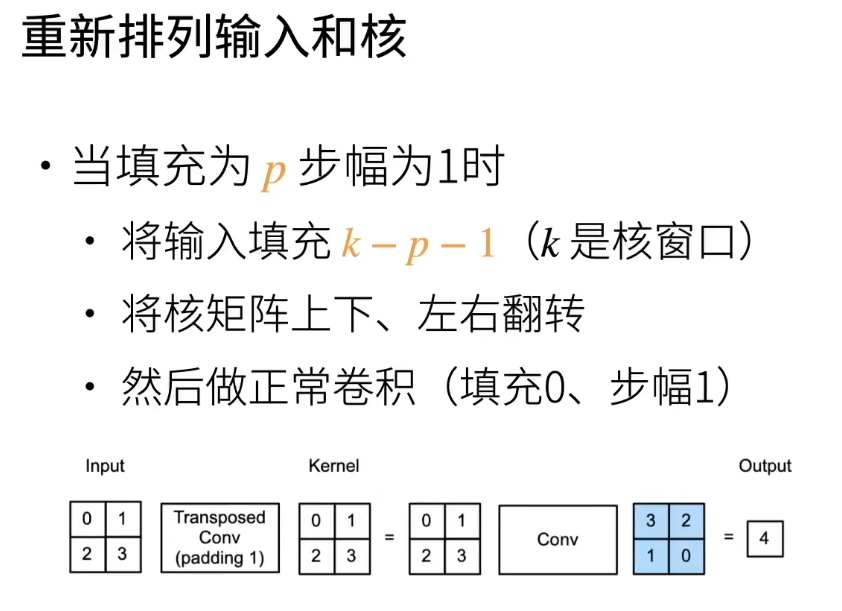 重新排列输入和核
• 当填充为 p 步幅为1时
• 将输入填充 k − p − 1（k 是核窗口）
• 将核矩阵上下、左右翻转
• 然后做正常卷积（填充0、步幅1）
Input Kernel Output
0 1 Transposed 0 1 0 1 3 2
Conv = Conv = 4
2 3 (padding 1) 2 3 2 3 1 0